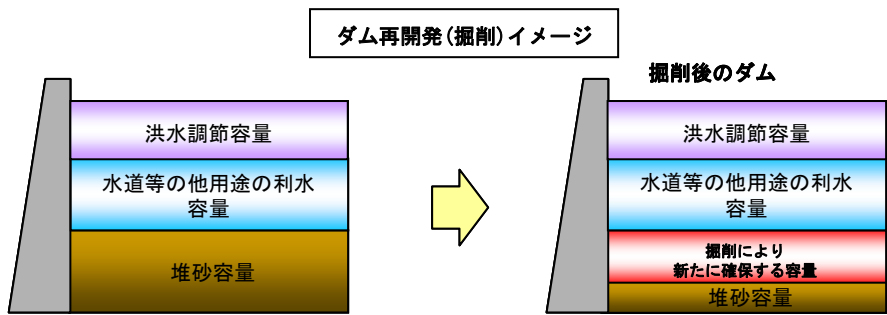 ダム再開発(掘削)イメージ
掘削後のダム
洪水調節容量
水道等の他用途の利水
容量
堆砂容量
洪水調節容量
水道等の他用途の利水
容量
掘削により
新たに確保する容量
堆砂容量